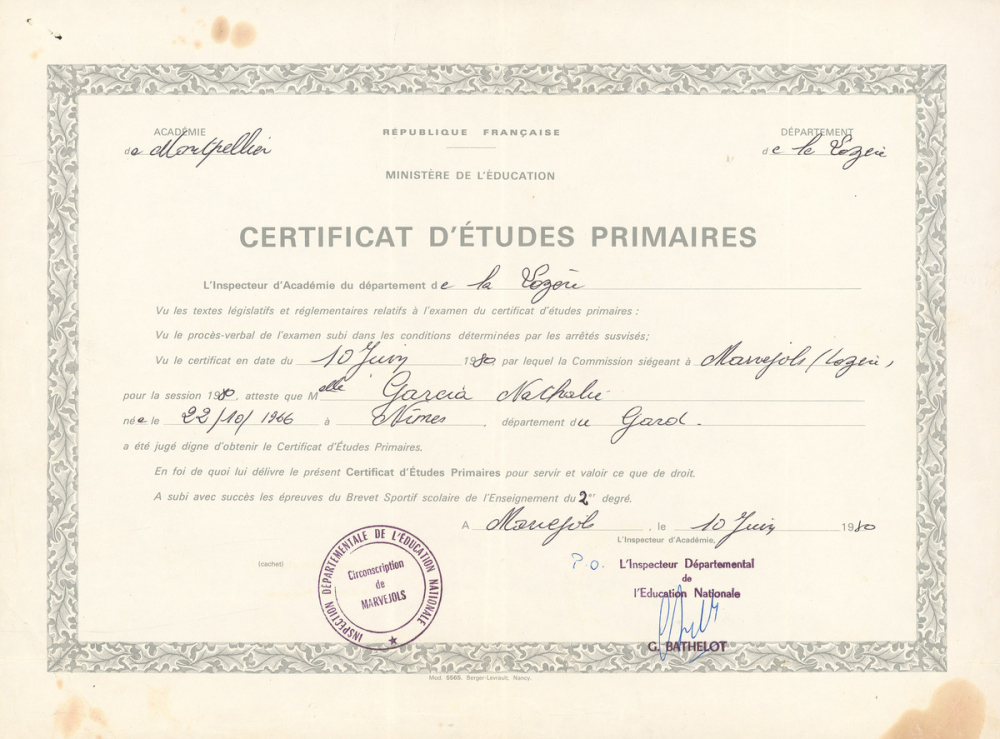 ACADÉMIE
de Montpellier
RÉPUBLIQUE FRANÇAISE
DÉPARTEMENT
de la Lozère
MINISTÈRE DE L'ÉDUCATION
CERTIFICAT D'ÉTUDES PRIMAIRES
L'Inspecteur d'Académie du département de la Lozère
Vu les textes législatifs et réglementaires relatifs à l'examen du certificat d'études primaires :
Vu le procès-verbal de l'examen subi dans les conditions déterminées par les arrêtés susvisés;
Vu le certificat en date du 10 Juin 1980, par lequel la Commission siégeant à Marvejols/Lozère,
pour la session 1980, atteste que Melle Garcia Nathalie
née le 22/10/1966 à Nîmes, département du Gard.
a été jugé digne d'obtenir le Certificat d'Études Primaires.
En foi de quoi lui délivre le présent Certificat d'Études Primaires pour servir et valoir ce que de droit.
A subi avec succès les épreuves du Brevet Sportif scolaire de l'Enseignement du 2er degré.
A Marvejols, le 10 Juin 1980
L'Inspecteur d'Académie,
(cachet)
INSPECTION DÉPARTEMENTALE DE L'ÉDUCATION NATIONALE
Circonscription
de
MARVEJOLS
P.O. L'Inspecteur Départemental
de
l'Education Nationale
G. BATHELOT
Mod. 5565. Berger-Levrault, Nancy.